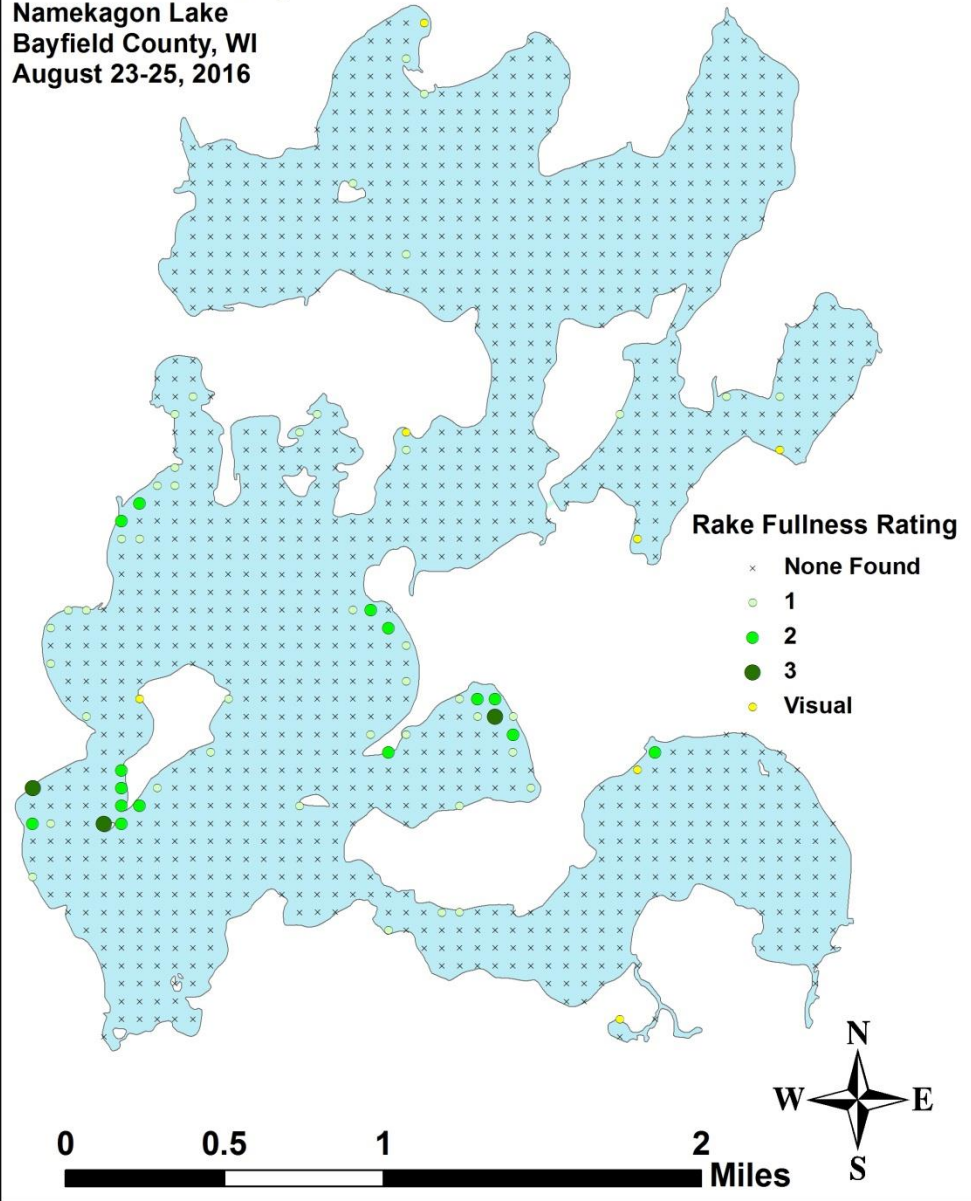 Namekagon Lake
Bayfield County, WI
August 23-25, 2016
Rake Fullness Rating
None Found
1
2
3
Visual
N
W E
S
0 0.5 1 2
Miles